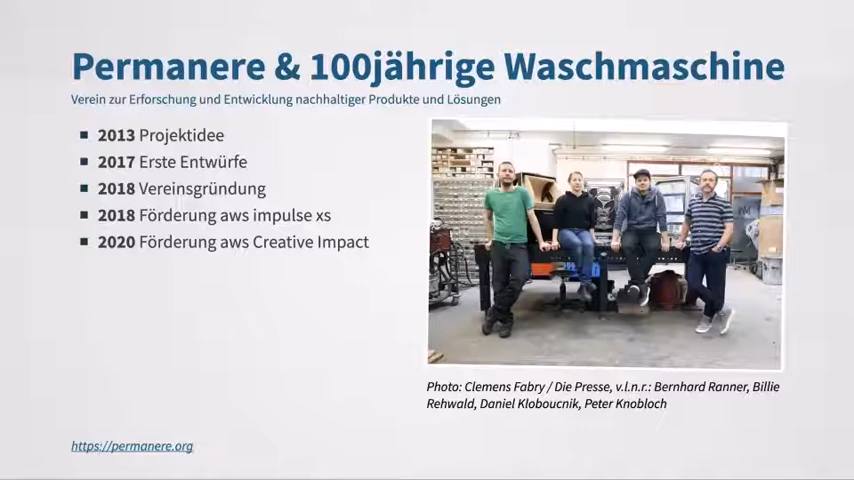 Permanere & 100jährige Waschmaschine
Verein zur Erforschung und Entwicklung nachhaltiger Produkte und Lösungen
▪ 2013 Projektidee
▪ 2017 Erste Entwürfe
▪ 2018 Vereinsgründung
▪ 2018 Förderung aws impulse xs
▪ 2020 Förderung aws Creative Impact
Photo: Clemens Fabry / Die Presse, v.l.n.r.: Bernhard Ranner, Billie
Rehwald, Daniel Kloboucnik, Peter Knobloch
https://permanere.org